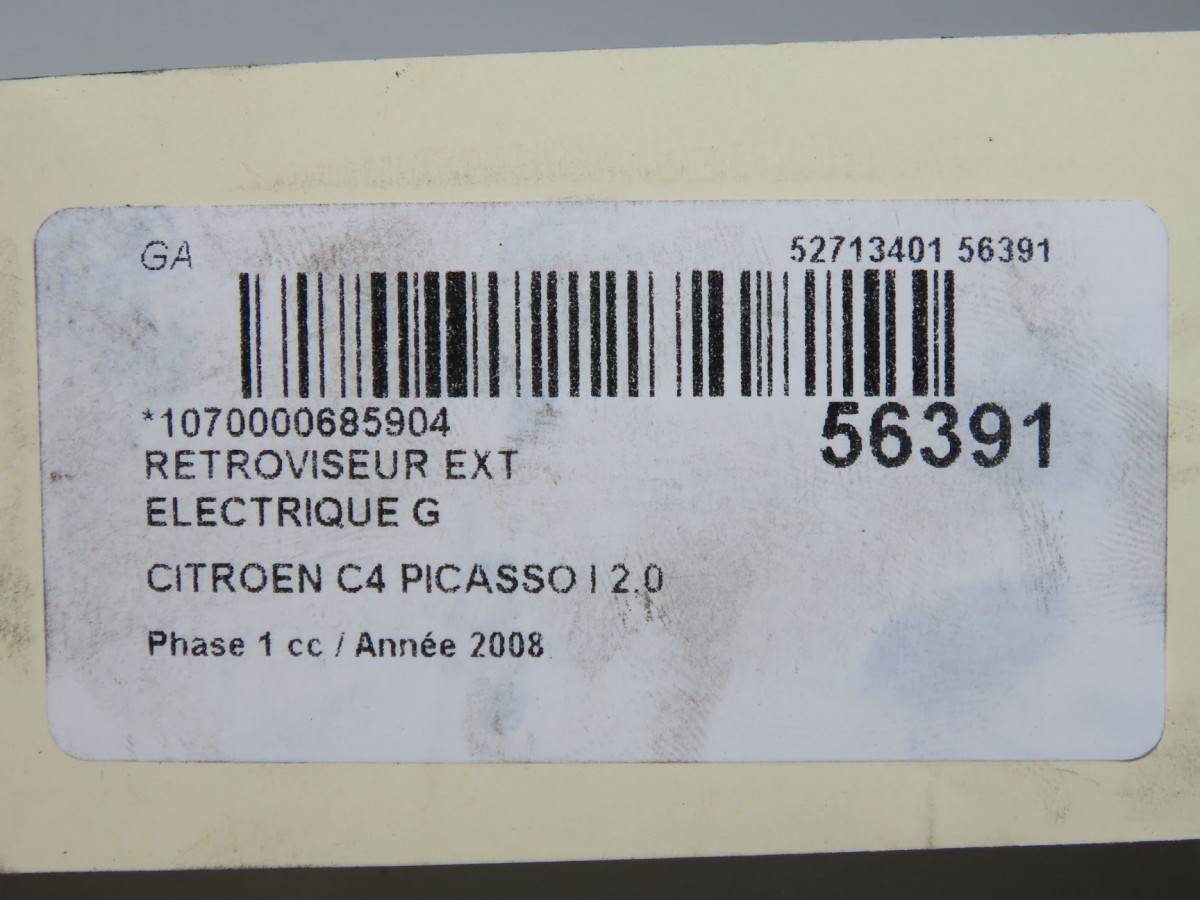 GA
52713401 56391
*1070000685904
56391
RETROVISEUR EXT
ELECTRIQUE G
CITROEN C4 PICASSO I 2.0
Phase 1 cc / Année 2008